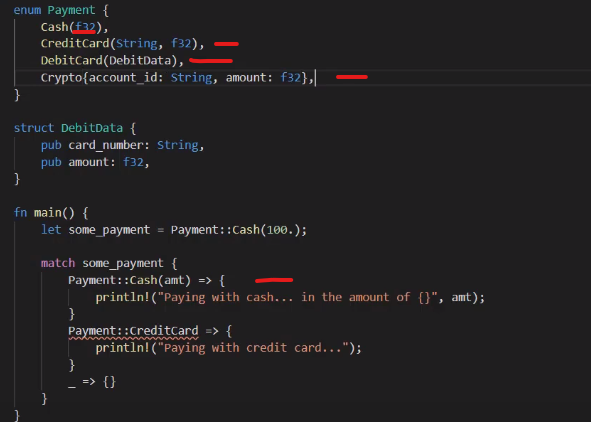 enum Payment {
    Cash(f32),
    CreditCard(String, f32),
    DebitCard(DebitData),
    Crypto{account_id: String, amount: f32},
}
struct DebitData {
    pub card_number: String,
    pub amount: f32,
}
fn main() {
    let some_payment = Payment::Cash(100.);
    match some_payment {
        Payment::Cash(amt) => {
            println!("Paying with cash... in the amount of {}", amt);
        }
        Payment::CreditCard => {
            println!("Paying with credit card...");
        }
        _ => {}
    }
}